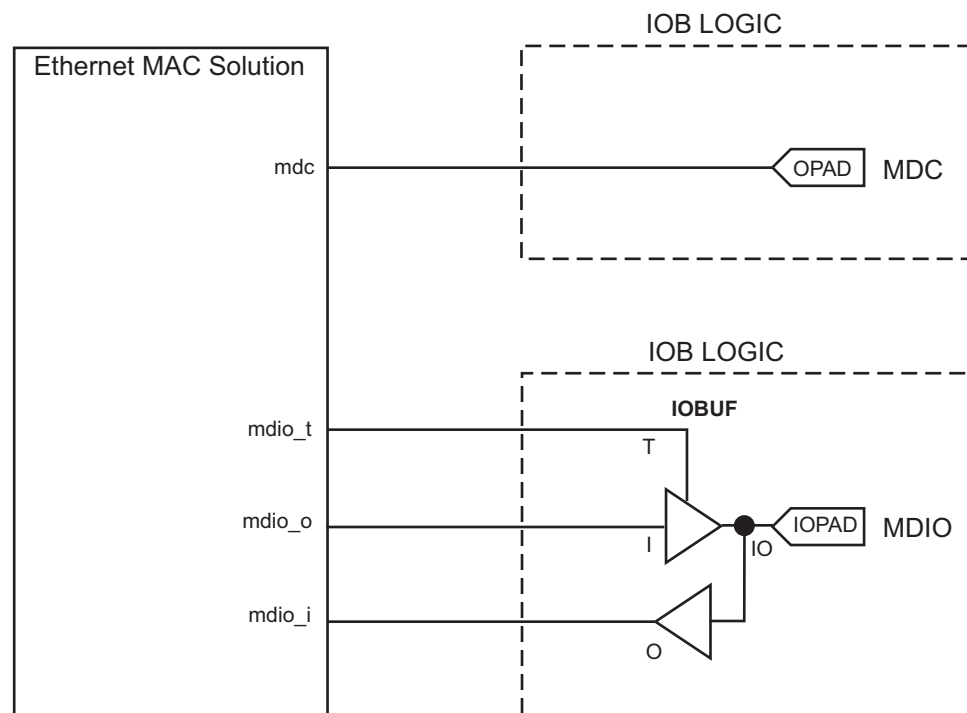 IOB LOGIC
Ethernet MAC Solution
mdc
OPAD
MDC
IOB LOGIC
IOBUF
mdio_t
T
mdio_o
I
IO
IOPAD
MDIO
mdio_i
O